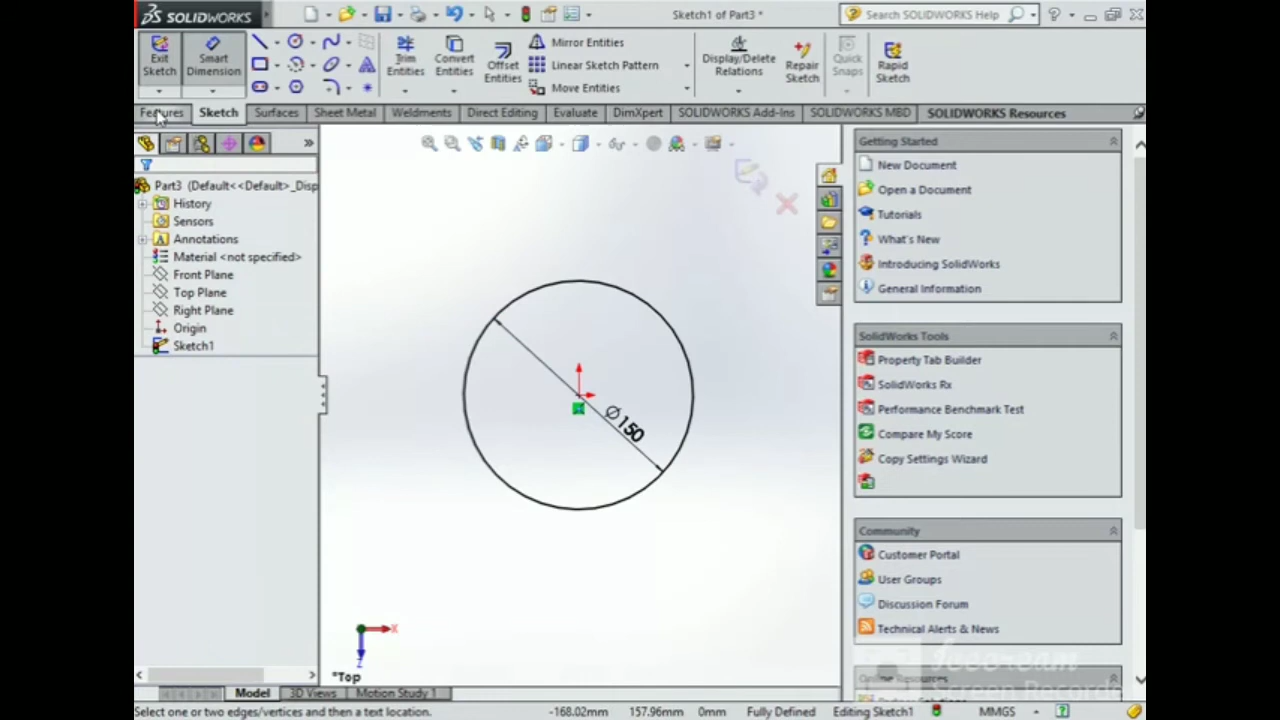 SOLIDWORKS
Sketch1 of Part3 *
Search SOLIDWORKS Help
Exit Sketch
Smart Dimension
Trim Entities
Convert Entities
Offset Entities
Mirror Entities
Linear Sketch Pattern
Move Entities
Display/Delete Relations
Repair Sketch
Quick Snaps
Rapid Sketch
Features
Sketch
Surfaces
Sheet Metal
Weldments
Direct Editing
Evaluate
DimXpert
SOLIDWORKS Add-Ins
SOLIDWORKS MBD
SOLIDWORKS Resources
Part3 (Default<<Default>_Disp
History
Sensors
Annotations
Material <not specified>
Front Plane
Top Plane
Right Plane
Origin
Sketch1
Ø150
X
Z
*Top
Getting Started
New Document
Open a Document
Tutorials
What's New
Introducing SolidWorks
General Information
SolidWorks Tools
Property Tab Builder
SolidWorks Rx
Performance Benchmark Test
Compare My Score
Copy Settings Wizard
Community
Customer Portal
User Groups
Discussion Forum
Technical Alerts & News
Online Resources
Icecream
Screen Recorde
Model
3D Views
Motion Study 1
Select one or two edges/vertices and then a text location.
-168.02mm
157.96mm
0mm
Fully Defined
Editing Sketch1
MMGS